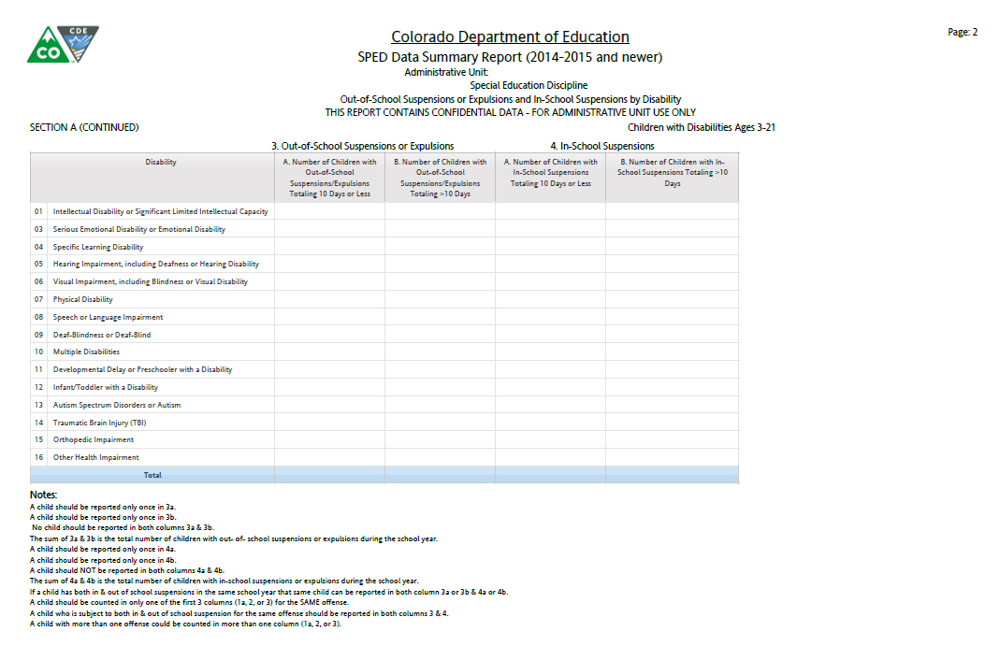 CDE
CO
Colorado Department of Education
Page: 2
SPED Data Summary Report (2014-2015 and newer)
Administrative Unit:
Special Education Discipline
Out-of-School Suspensions or Expulsions and In-School Suspensions by Disability
THIS REPORT CONTAINS CONFIDENTIAL DATA - FOR ADMINISTRATIVE UNIT USE ONLY
SECTION A (CONTINUED) Children with Disabilities Ages 3-21
3. Out-of-School Suspensions or Expulsions 4. In-School Suspensions
Disability
A. Number of Children with
Out-of-School
Suspensions/Expulsions
Totaling 10 Days or Less
B. Number of Children with
Out-of-School
Suspensions/Expulsions
Totaling >10 Days
A. Number of Children with
In-School Suspensions
Totaling 10 Days or Less
B. Number of Children with In-
School Suspensions Totaling >10
Days
01 Intellectual Disability or Significant Limited Intellectual Capacity
03 Serious Emotional Disability or Emotional Disability
04 Specific Learning Disability
05 Hearing Impairment, including Deafness or Hearing Disability
06 Visual Impairment, including Blindness or Visual Disability
07 Physical Disability
08 Speech or Language Impairment
09 Deaf-Blindness or Deaf-Blind
10 Multiple Disabilities
11 Developmental Delay or Preschooler with a Disability
12 Infant/Toddler with a Disability
13 Autism Spectrum Disorders or Autism
14 Traumatic Brain Injury (TBI)
15 Orthopedic Impairment
16 Other Health Impairment
Total
Notes:
A child should be reported only once in 3a.
A child should be reported only once in 3b.
No child should be reported in both columns 3a & 3b.
The sum of 3a & 3b is the total number of children with out- of- school suspensions or expulsions during the school year.
A child should be reported only once in 4a.
A child should be reported only once in 4b.
A child should NOT be reported in both columns 4a & 4b.
The sum of 4a & 4b is the total number of children with in-school suspensions or expulsions during the school year.
If a child has both in & out of school suspensions in the same school year that same child can be reported in both column 3a or 3b & 4a or 4b.
A child should be counted in only one of the first 3 columns (1a, 2, or 3) for the SAME offense.
A child who is subject to both in & out of school suspension for the same offense should be reported in both columns 3 & 4.
A child with more than one offense could be counted in more than one column (1a, 2, or 3).